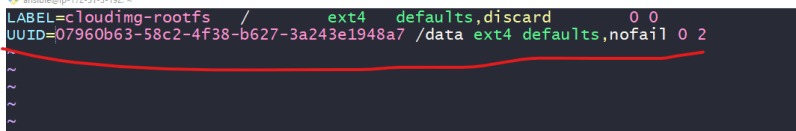 LABEL=cloudimg-rootfs / ext4 defaults,discard 0 0
UUID=07960b63-58c2-4f38-b627-3a243e1948a7 /data ext4 defaults,nofail 0 2
~
~
~
~